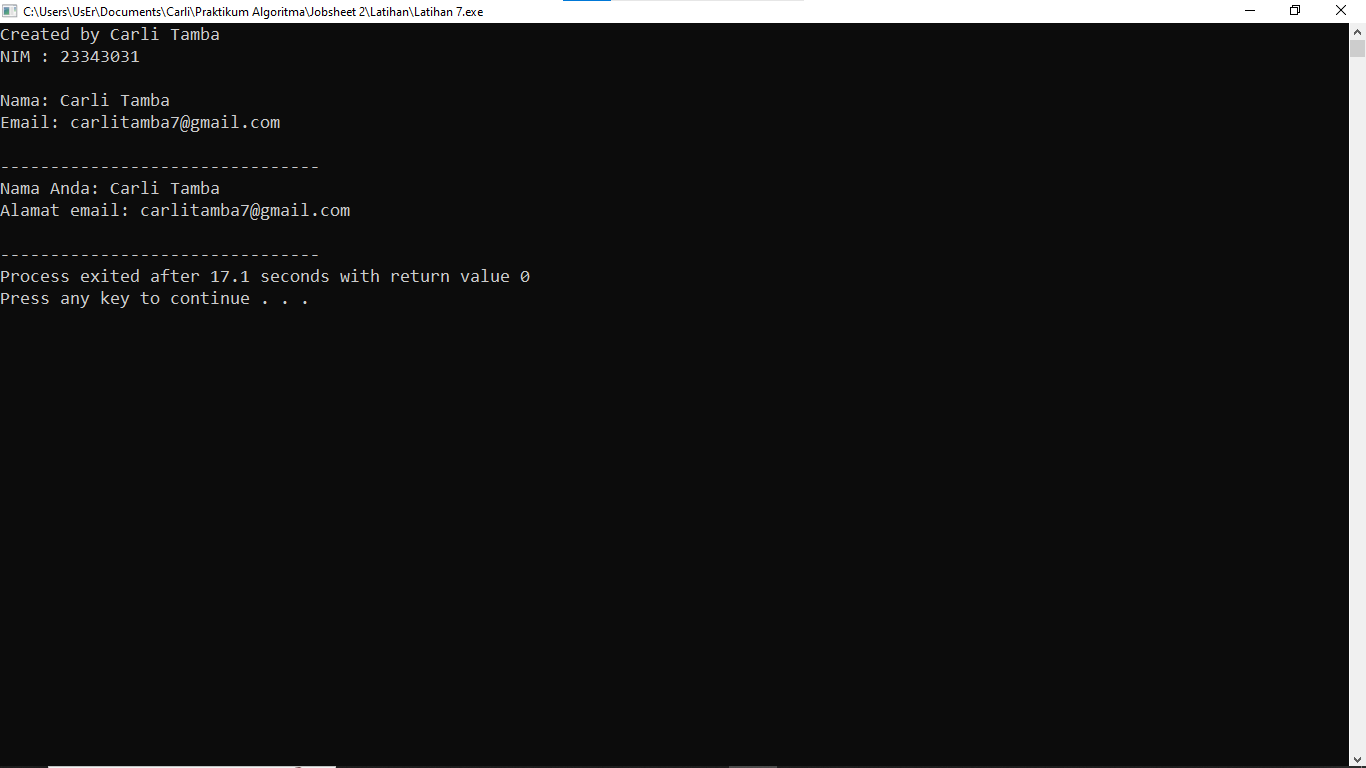 C:\Users\UsEr\Documents\Carli\Praktikum Algoritma\Jobsheet 2\Latihan\Latihan 7.exe
Created by Carli Tamba
NIM : 23343031
Nama: Carli Tamba
Email: carlitamba7@gmail.com
--------------------------------
Nama Anda: Carli Tamba
Alamat email: carlitamba7@gmail.com
--------------------------------
Process exited after 17.1 seconds with return value 0
Press any key to continue . . .